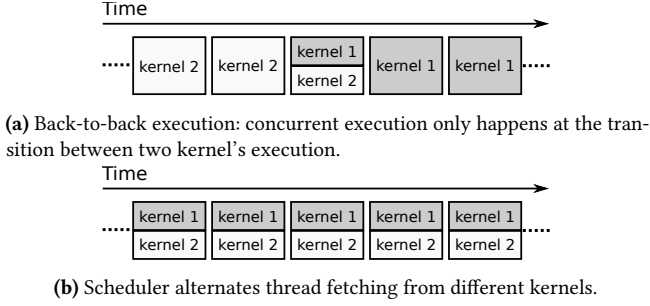 Time
kernel 2 kernel 2 kernel 1 kernel 1 kernel 1
kernel 2
(a) Back-to-back execution: concurrent execution only happens at the tran-
sition between two kernel's execution.
Time
kernel 1 kernel 1 kernel 1 kernel 1 kernel 1
kernel 2 kernel 2 kernel 2 kernel 2 kernel 2
(b) Scheduler alternates thread fetching from different kernels.